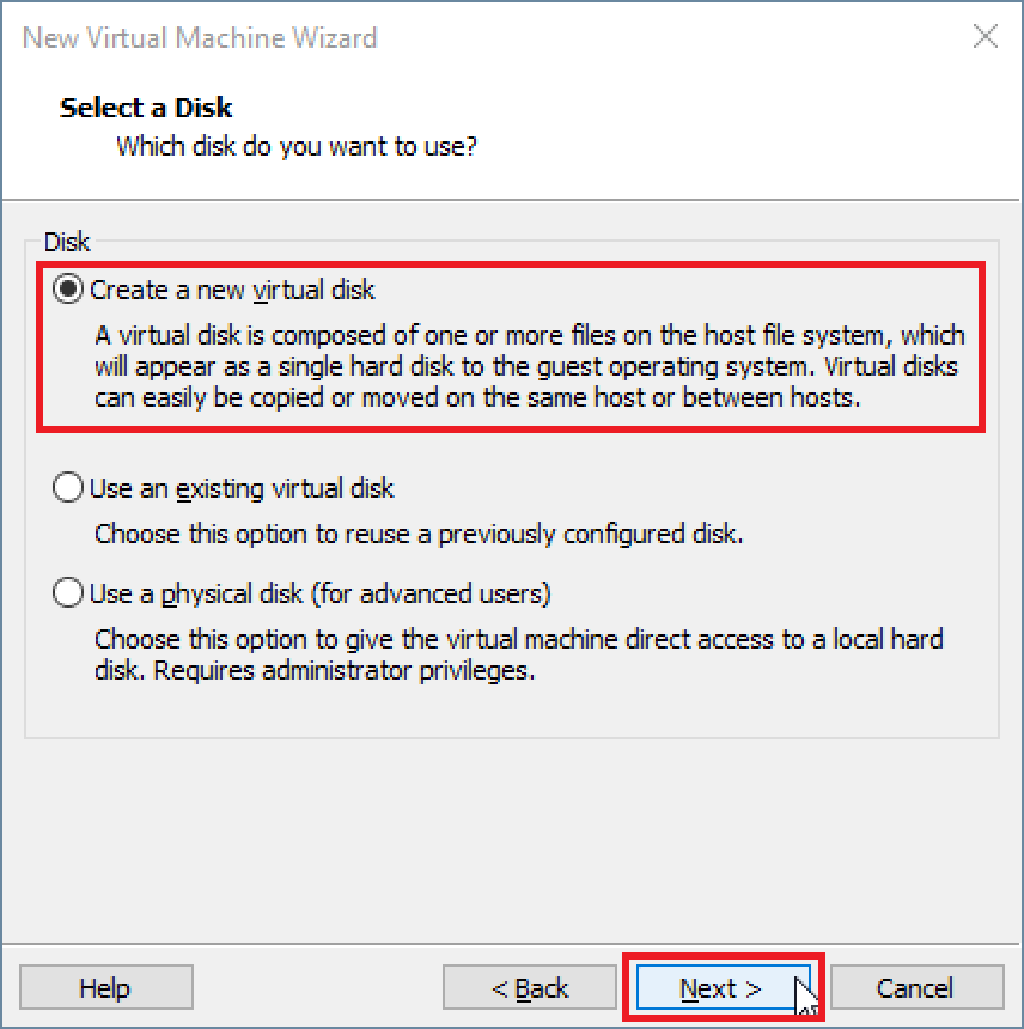 New Virtual Machine Wizard
Select a Disk
Which disk do you want to use?
Disk
Create a new virtual disk
A virtual disk is composed of one or more files on the host file system, which
will appear as a single hard disk to the guest operating system. Virtual disks
can easily be copied or moved on the same host or between hosts.
Use an existing virtual disk
Choose this option to reuse a previously configured disk.
Use a physical disk (for advanced users)
Choose this option to give the virtual machine direct access to a local hard
disk. Requires administrator privileges.
Help
< Back
Next >
Cancel